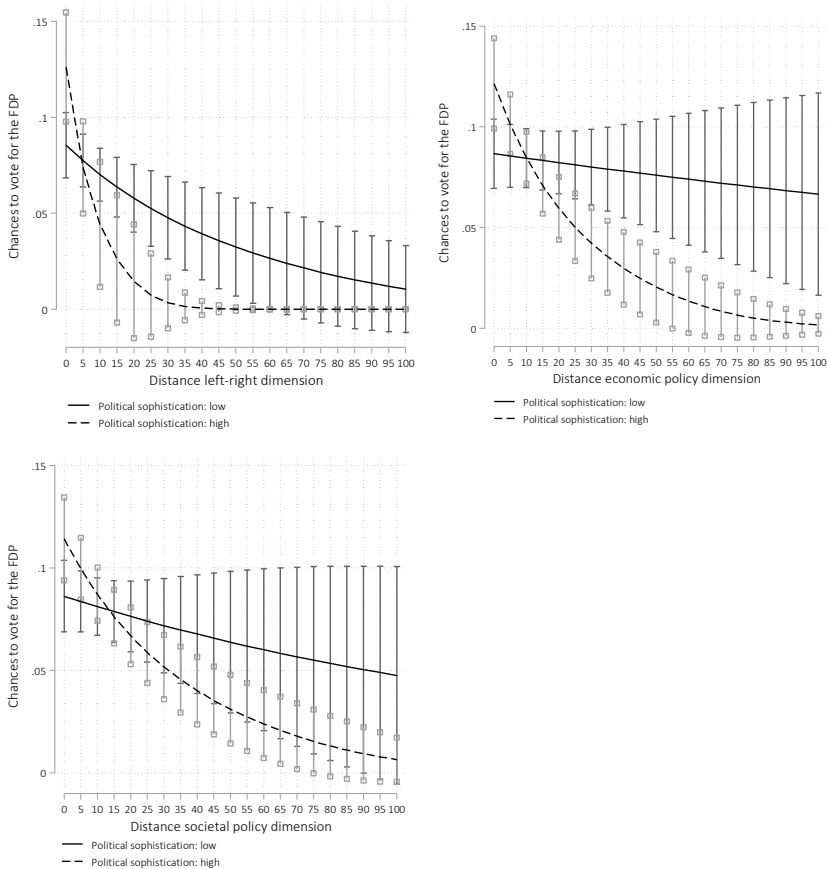 .15
.1
.05
0
Chances to vote for the FDP
0 5 10 15 20 25 30 35 40 45 50 55 60 65 70 75 80 85 90 95 100
Distance left-right dimension
Political sophistication: low
Political sophistication: high
.15
.1
.05
0
Chances to vote for the FDP
0 5 10 15 20 25 30 35 40 45 50 55 60 65 70 75 80 85 90 95 100
Distance economic policy dimension
Political sophistication: low
Political sophistication: high
.15
.1
.05
0
Chances to vote for the FDP
0 5 10 15 20 25 30 35 40 45 50 55 60 65 70 75 80 85 90 95 100
Distance societal policy dimension
Political sophistication: low
Political sophistication: high